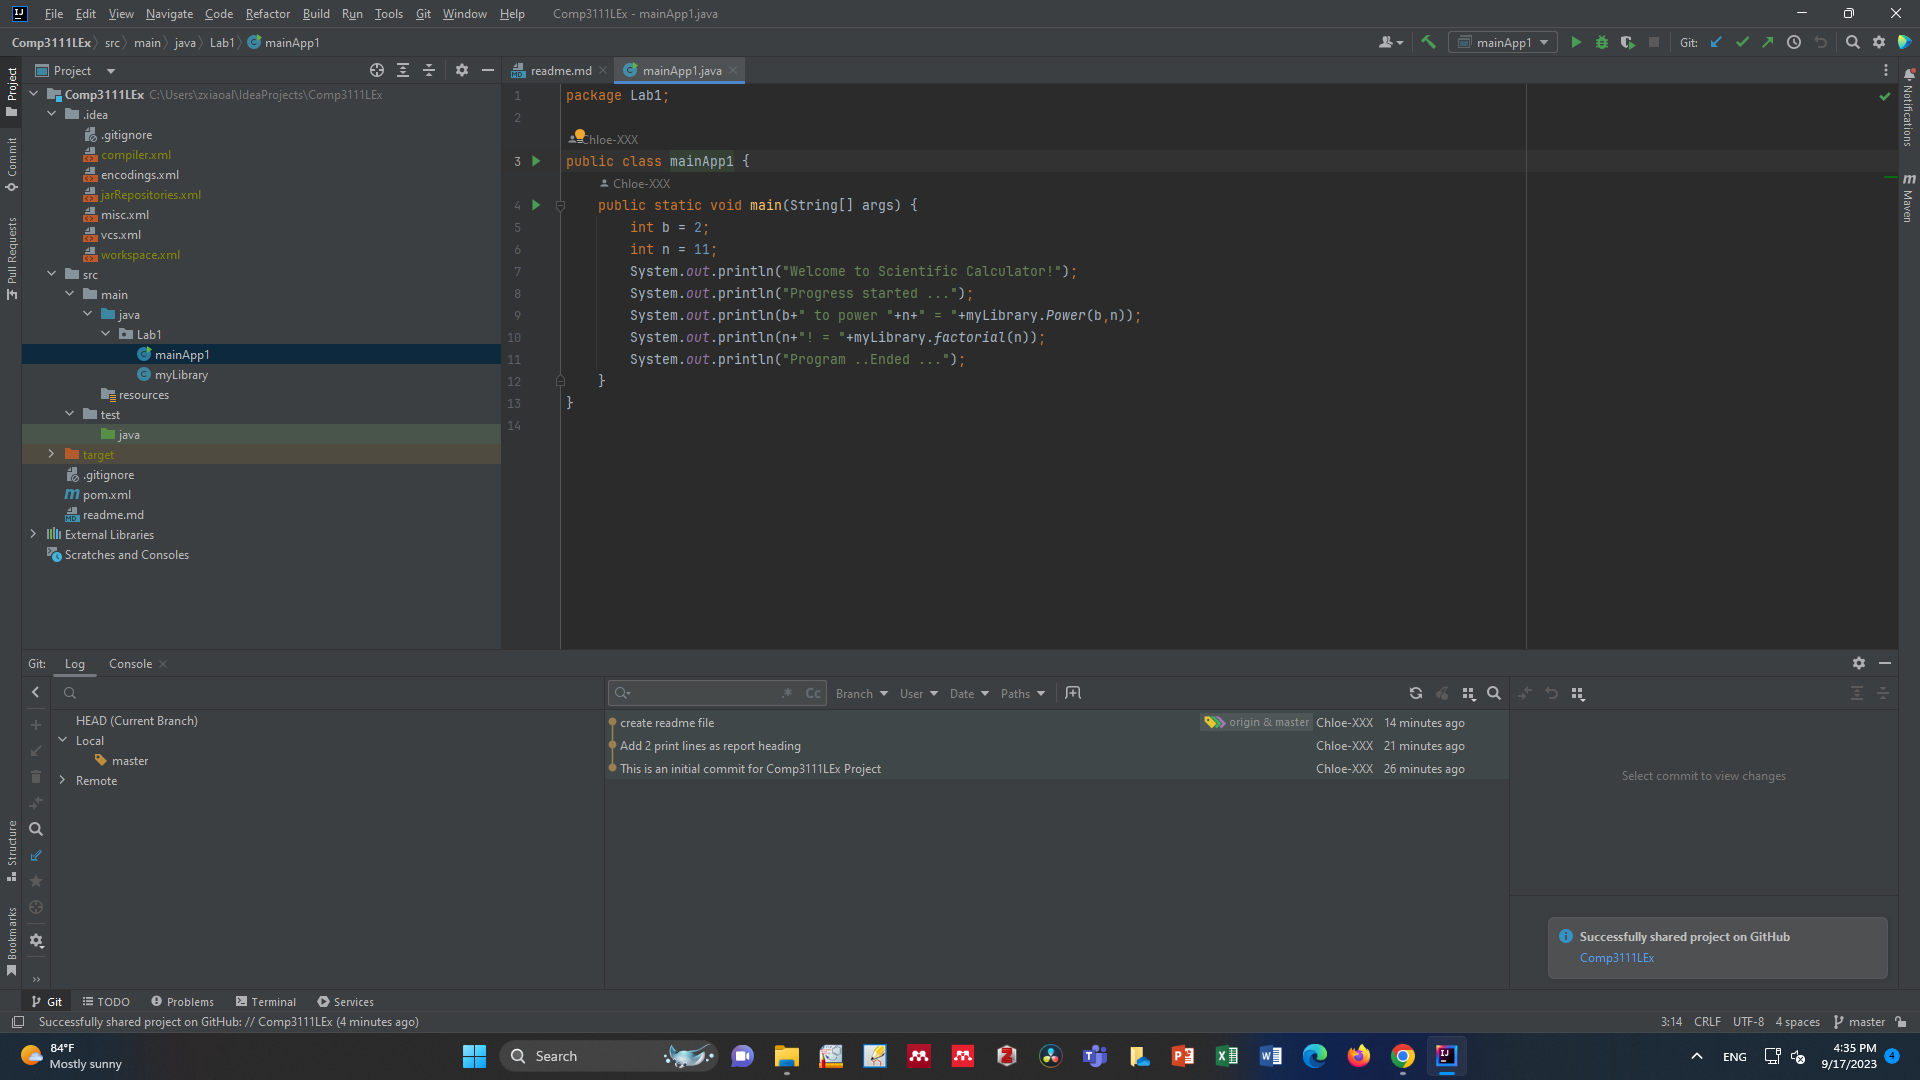 File Edit View Navigate Code Refactor Build Run Tools Git Window Help Comp3111LEx - mainApp1.java
Comp3111LEx src main java Lab1 mainApp1
mainApp1 Git:
Project
readme.md mainApp1.java
Project
Commit
Pull Requests
Structure
Bookmarks
Comp3111LEx C:\Users\zxiaoal\IdeaProjects\Comp3111LEx
.idea
.gitignore
compiler.xml
encodings.xml
jarRepositories.xml
misc.xml
vcs.xml
workspace.xml
src
main
java
Lab1
mainApp1
myLibrary
resources
test
java
target
.gitignore
pom.xml
readme.md
External Libraries
Scratches and Consoles
1 package Lab1;
2
Chloe-XXX
3 public class mainApp1 {
Chloe-XXX
4 public static void main(String[] args) {
5 int b = 2;
6 int n = 11;
7 System.out.println("Welcome to Scientific Calculator!");
8 System.out.println("Progress started ...");
9 System.out.println(b+" to power "+n+" = "+myLibrary.Power(b,n));
10 System.out.println(n+"! = "+myLibrary.factorial(n));
11 System.out.println("Program ..Ended ...");
12 }
13 }
14
Notifications
Maven
Git: Log Console
Cc Branch User Date Paths
HEAD (Current Branch)
Local
master
Remote
create readme file origin & master Chloe-XXX 14 minutes ago
Add 2 print lines as report heading Chloe-XXX 21 minutes ago
This is an initial commit for Comp3111LEx Project Chloe-XXX 26 minutes ago
Select commit to view changes
Successfully shared project on GitHub
Comp3111LEx
Git TODO Problems Terminal Services
Successfully shared project on GitHub: // Comp3111LEx (4 minutes ago) 3:14 CRLF UTF-8 4 spaces master
84°F
Mostly sunny
Search
ENG
4:35 PM
9/17/2023
4